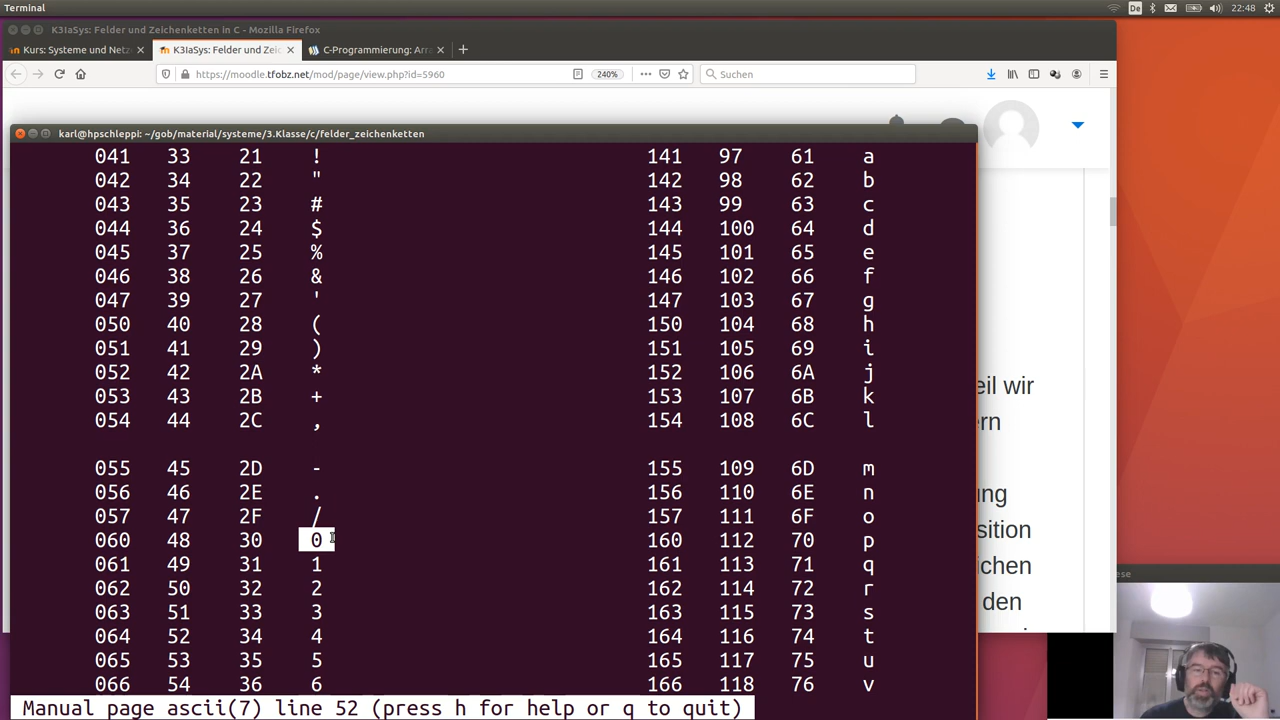 Terminal
De
22:48
K3IaSys: Felder und Zeichenketten in C - Mozilla Firefox
Kurs: Systeme und Netz
K3IaSys: Felder und Zeic
C-Programmierung: Arra
https://moodle.tfobz.net/mod/page/view.php?id=5960
240%
Suchen
karl@hpschleppi: ~/gob/material/systeme/3.Klasse/c/felder_zeichenketten
041 33 21 ! 141 97 61 a
042 34 22 " 142 98 62 b
043 35 23 # 143 99 63 c
044 36 24 $ 144 100 64 d
045 37 25 % 145 101 65 e
046 38 26 & 146 102 66 f
047 39 27 ' 147 103 67 g
050 40 28 ( 150 104 68 h
051 41 29 ) 151 105 69 i
052 42 2A * 152 106 6A j
053 43 2B + 153 107 6B k
054 44 2C , 154 108 6C l
055 45 2D - 155 109 6D m
056 46 2E . 156 110 6E n
057 47 2F / 157 111 6F o
060 48 30 0 160 112 70 p
061 49 31 1 161 113 71 q
062 50 32 2 162 114 72 r
063 51 33 3 163 115 73 s
064 52 34 4 164 116 74 t
065 53 35 5 165 117 75 u
066 54 36 6 166 118 76 v
Manual page ascii(7) line 52 (press h for help or q to quit)
eil wir
ern
ung
sition
ichen
den
ese